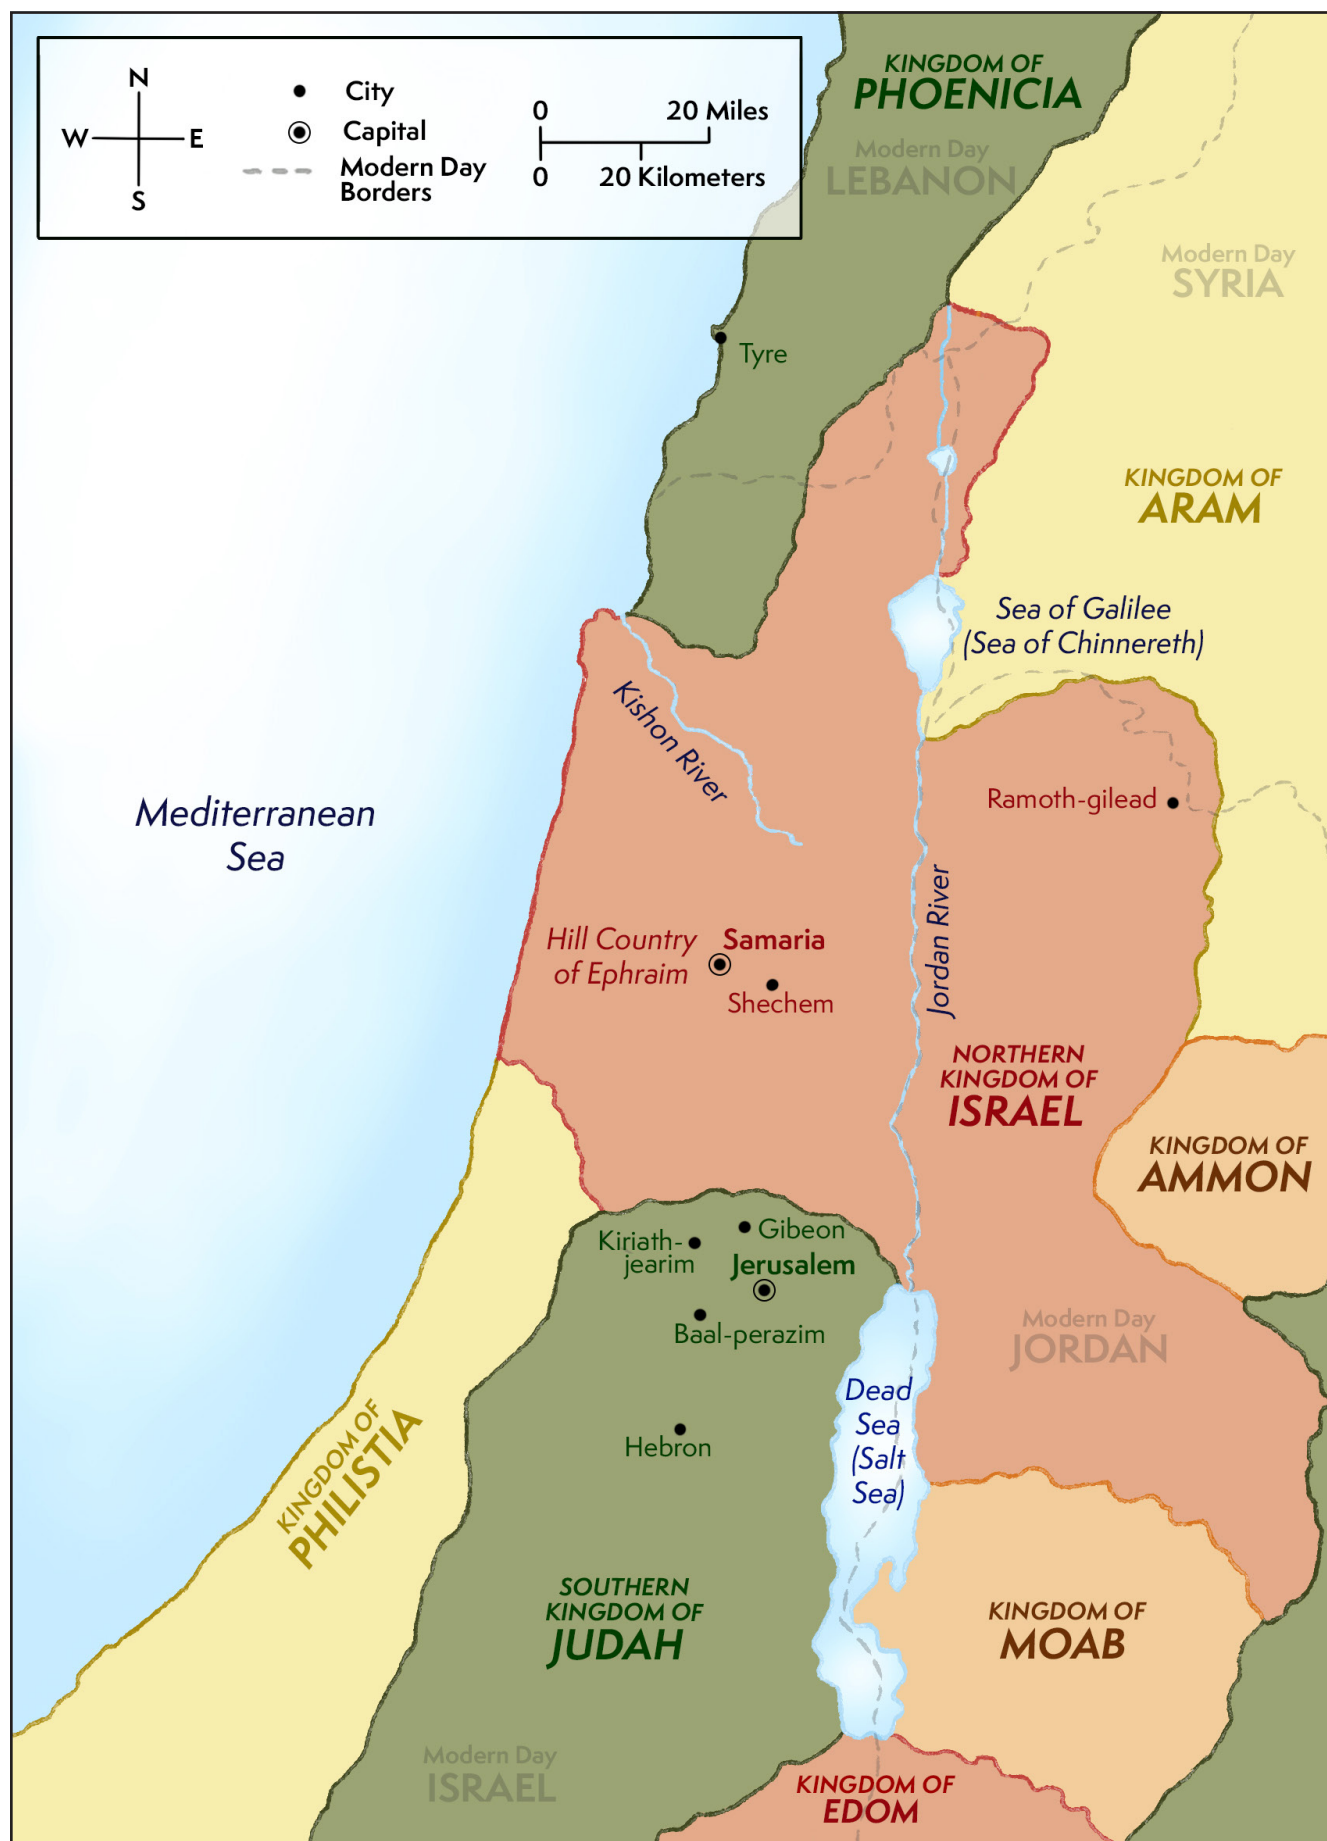 N
W
E
S
City
Capital
Modern Day
Borders
0
20 Miles
0
20 Kilometers
KINGDOM OF
PHOENICIA
Modern Day
LEBANON
Modern Day
SYRIA
Tyre
KINGDOM OF
ARAM
Sea of Galilee
(Sea of Chinnereth)
Kishon River
Ramoth-gilead
Mediterranean
Sea
Jordan River
Hill Country
of Ephraim
Samaria
Shechem
NORTHERN
KINGDOM OF
ISRAEL
KINGDOM OF
AMMON
Gibeon
Kiriath-
jearim
Jerusalem
Baal-perazim
Modern Day
JORDAN
Dead
Sea
(Salt
Sea)
Hebron
KINGDOM OF
PHILISTIA
SOUTHERN
KINGDOM OF
JUDAH
KINGDOM OF
MOAB
Modern Day
ISRAEL
KINGDOM OF
EDOM